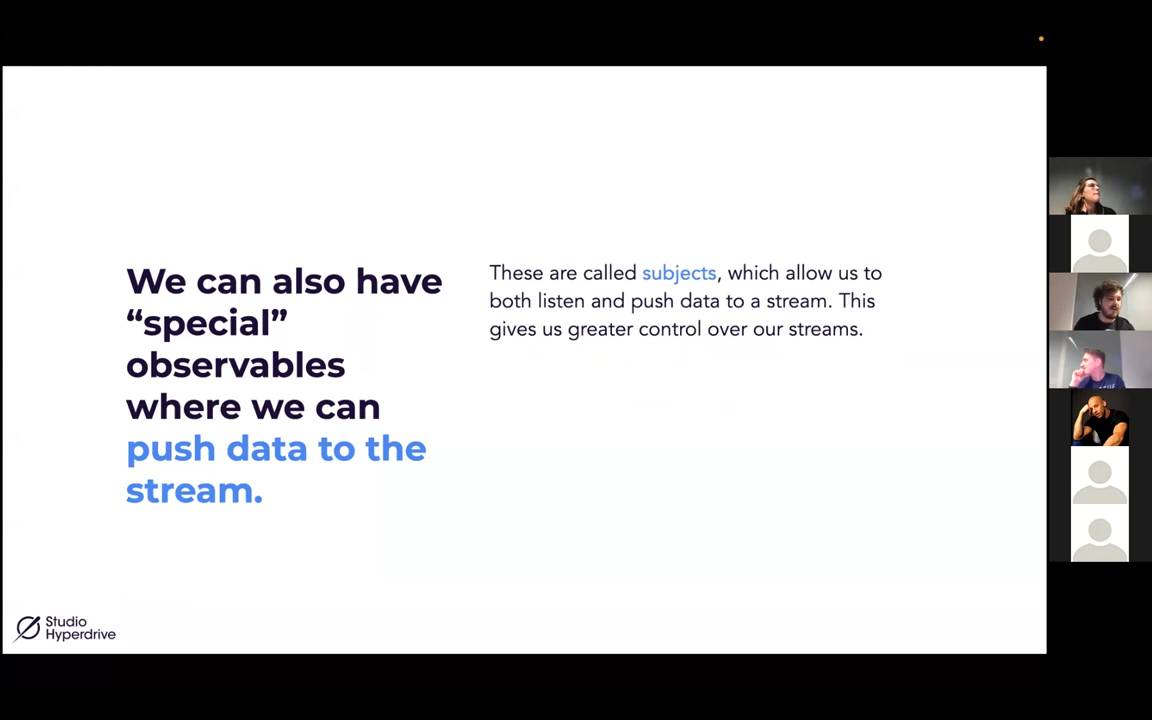 We can also have
“special”
observables
where we can
push data to the
stream.
These are called subjects, which allow us to
both listen and push data to a stream. This
gives us greater control over our streams.
Studio
Hyperdrive